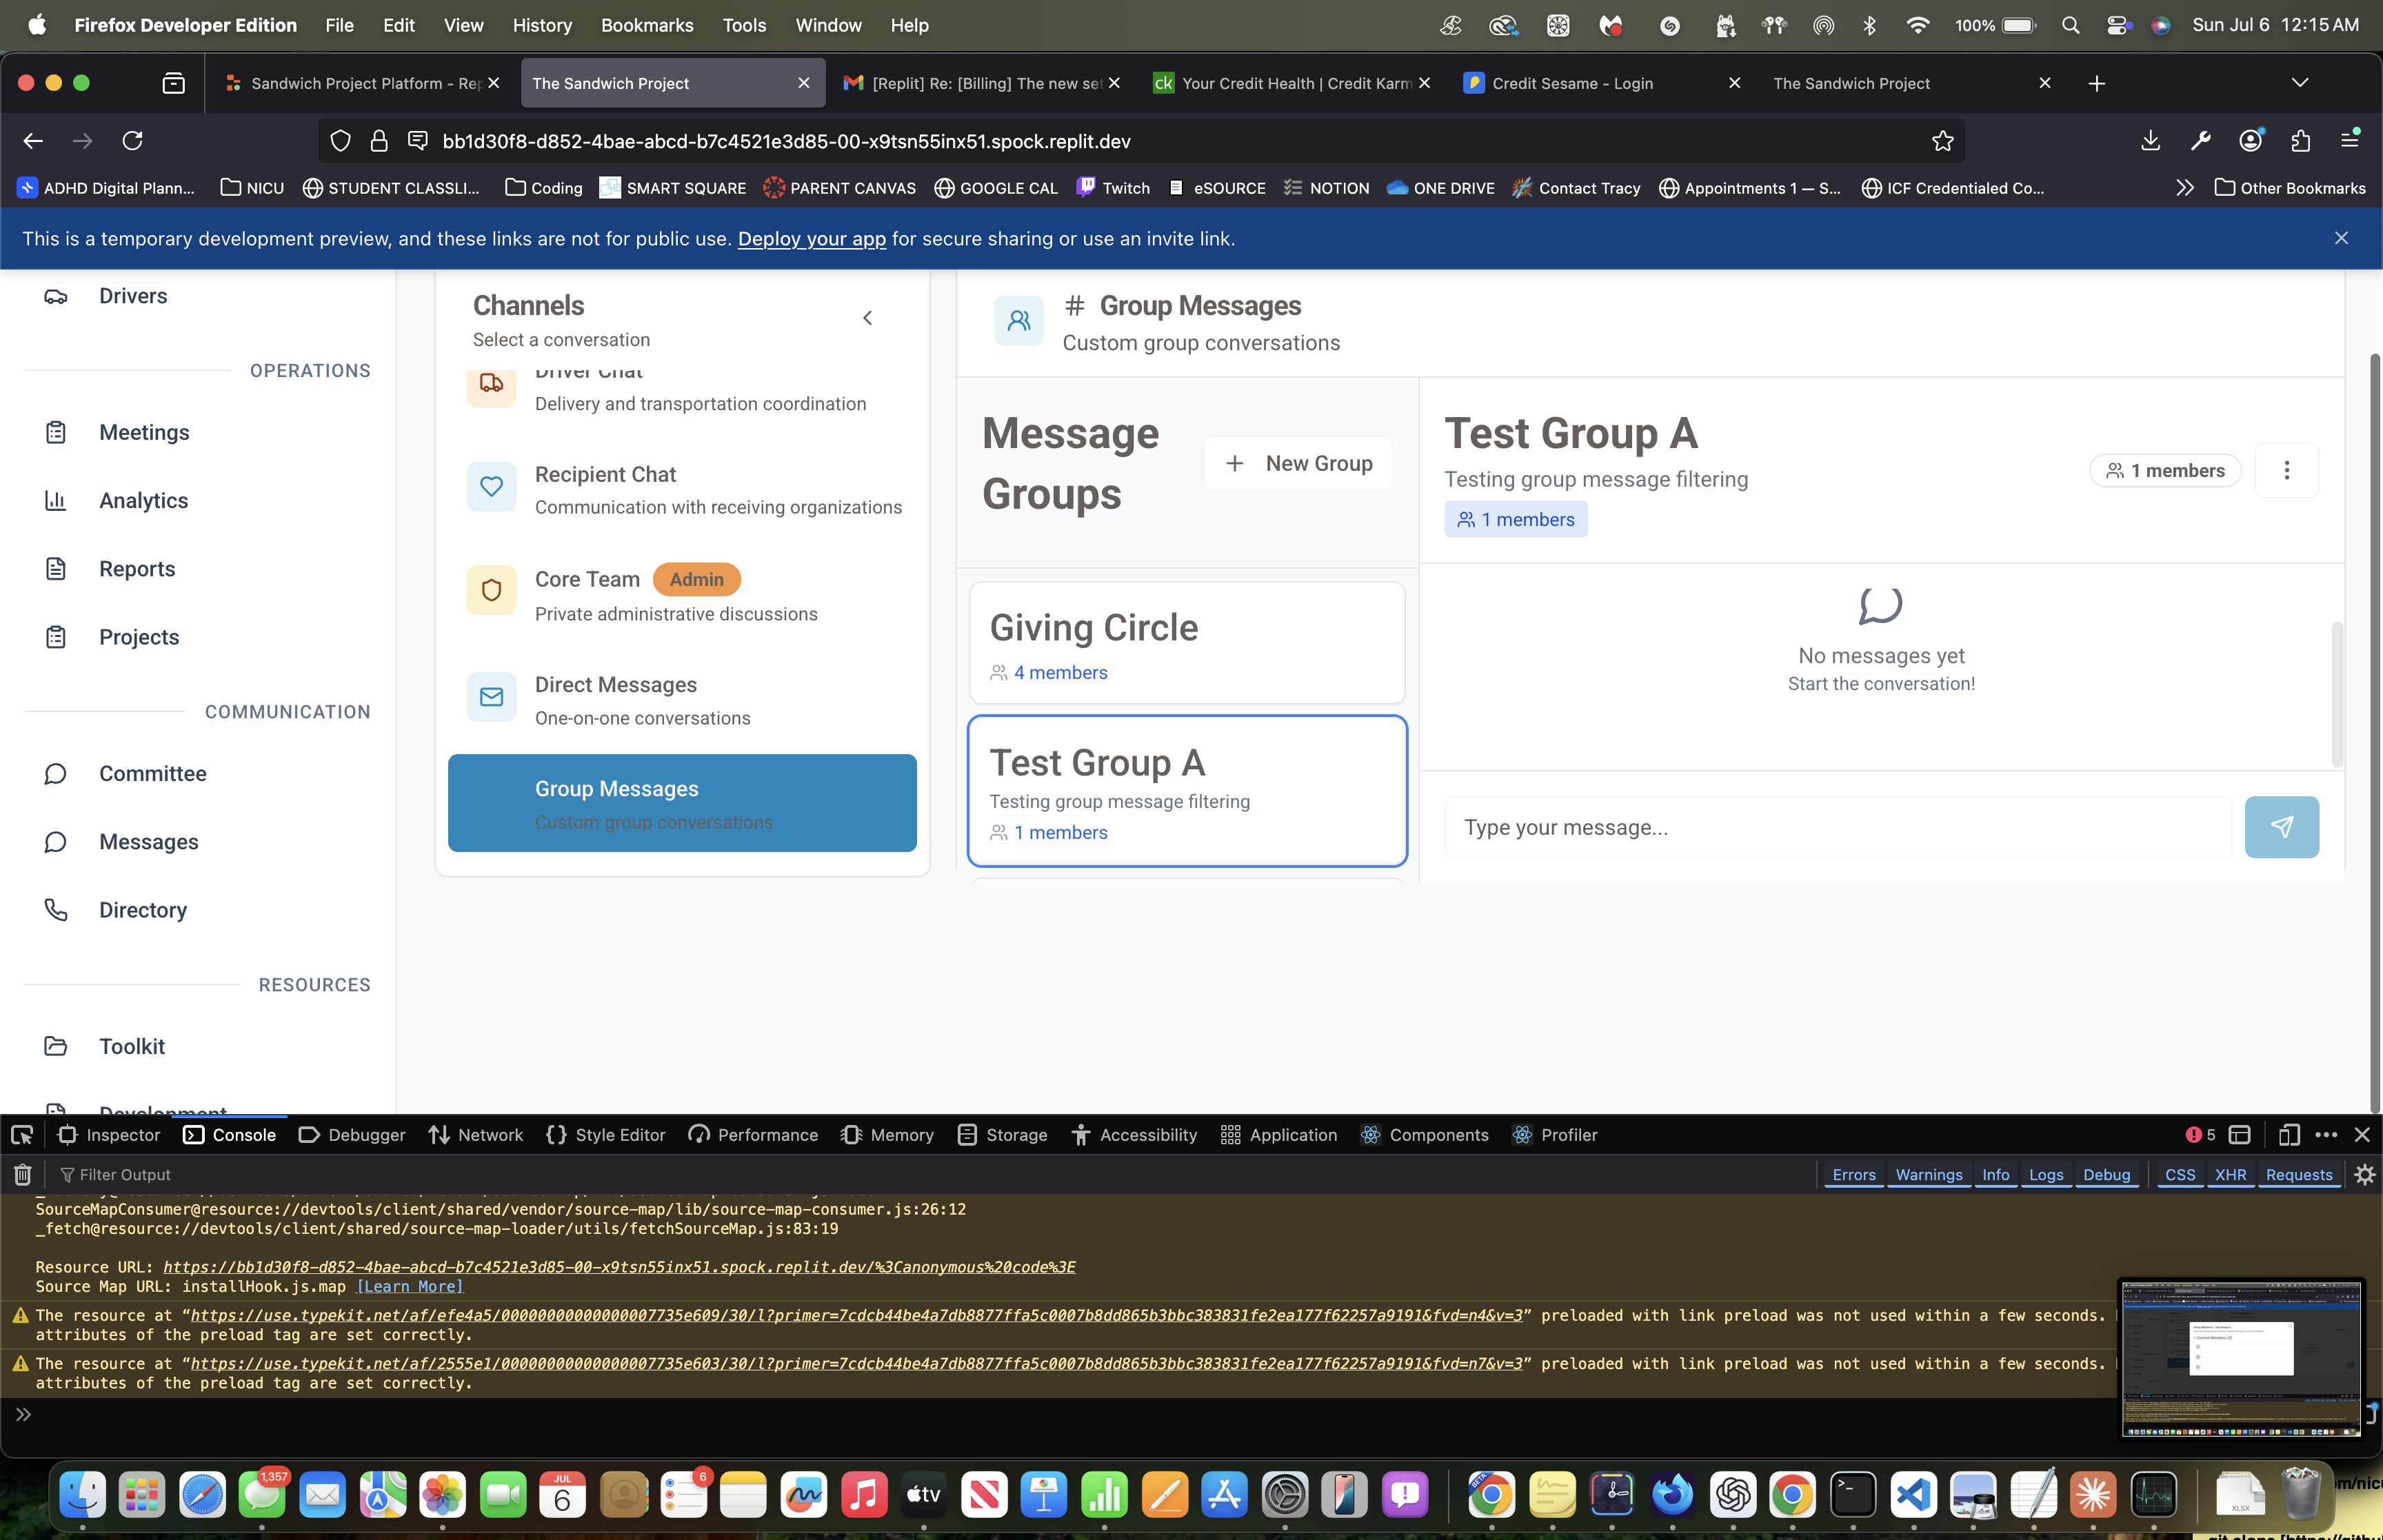 Firefox Developer Edition File Edit View History Bookmarks Tools Window Help 100% Sun Jul 6 12:15 AM
Sandwich Project Platform - Rep The Sandwich Project [Replit] Re: [Billing] The new set Your Credit Health | Credit Karm Credit Sesame - Login The Sandwich Project
bb1d30f8-d852-4bae-abcd-b7c4521e3d85-00-x9tsn55inx51.spock.replit.dev
ADHD Digital Plann... NICU STUDENT CLASSLI... Coding SMART SQUARE PARENT CANVAS GOOGLE CAL Twitch eSOURCE NOTION ONE DRIVE Contact Tracy Appointments 1 — S... ICF Credentialed Co... Other Bookmarks
This is a temporary development preview, and these links are not for public use. Deploy your app for secure sharing or use an invite link.
Drivers
OPERATIONS
Meetings
Analytics
Reports
Projects
COMMUNICATION
Committee
Messages
Directory
RESOURCES
Toolkit
Development
Channels
Select a conversation
Driver Chat
Delivery and transportation coordination
Recipient Chat
Communication with receiving organizations
Core Team Admin
Private administrative discussions
Direct Messages
One-on-one conversations
Group Messages
Custom group conversations
# Group Messages
Custom group conversations
Message
Groups
+ New Group
Giving Circle
4 members
Test Group A
Testing group message filtering
1 members
Test Group A
Testing group message filtering
1 members
1 members
No messages yet
Start the conversation!
Type your message...
Inspector Console Debugger Network Style Editor Performance Memory Storage Accessibility Application Components Profiler 5
Filter Output Errors Warnings Info Logs Debug CSS XHR Requests
SourceMapConsumer@resource://devtools/client/shared/vendor/source-map/lib/source-map-consumer.js:26:12
_fetch@resource://devtools/client/shared/source-map-loader/utils/fetchSourceMap.js:83:19
Resource URL: https://bb1d30f8-d852-4bae-abcd-b7c4521e3d85-00-x9tsn55inx51.spock.replit.dev/%3Canonymous%20code%3E
Source Map URL: installHook.js.map [Learn More]
The resource at “https://use.typekit.net/af/efe4a5/00000000000000007735e609/30/l?primer=7cdcb44be4a7db8877ffa5c0007b8dd865b3bbc383831fe2ea177f62257a9191&fvd=n4&v=3” preloaded with link preload was not used within a few seconds.
attributes of the preload tag are set correctly.
The resource at “https://use.typekit.net/af/2555e1/00000000000000007735e603/30/l?primer=7cdcb44be4a7db8877ffa5c0007b8dd865b3bbc383831fe2ea177f62257a9191&fvd=n7&v=3” preloaded with link preload was not used within a few seconds.
attributes of the preload tag are set correctly.
1,357
JUL
6
6
tv
XLSX